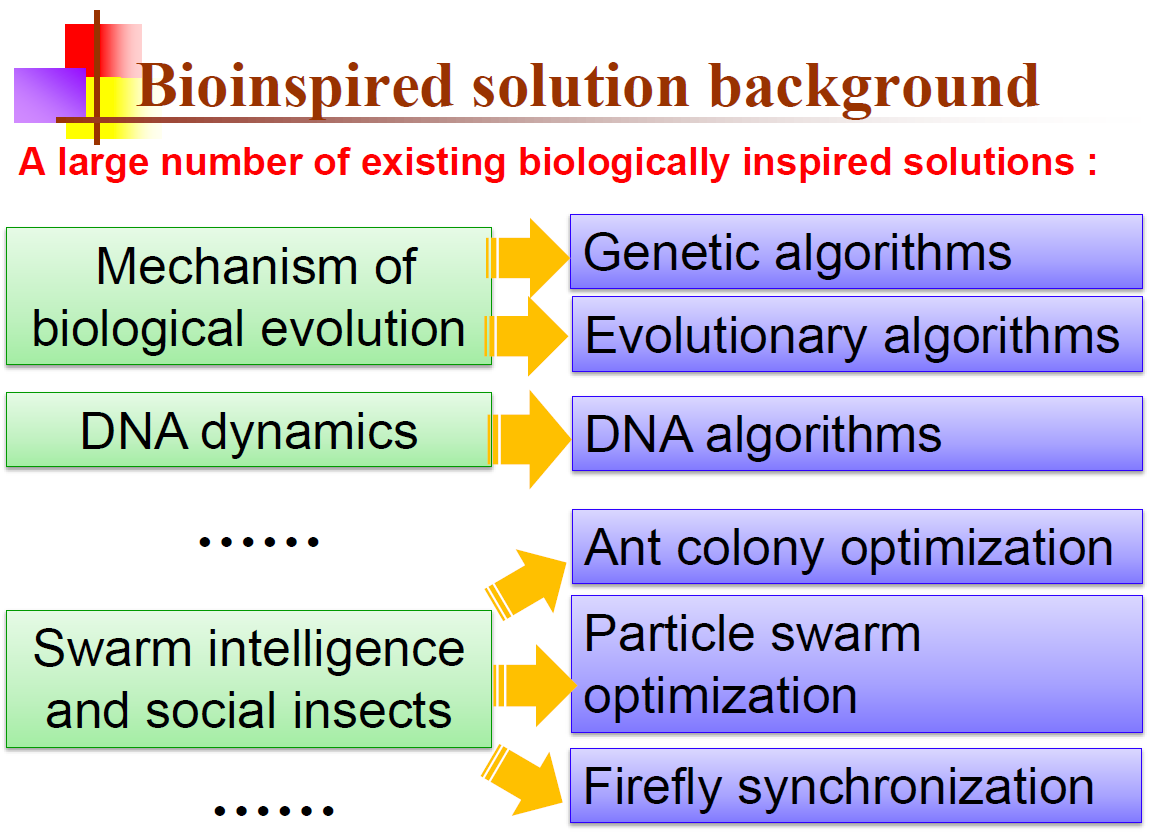 Bioinspired solution background
A large number of existing biologically inspired solutions :
Mechanism of
biological evolution
Genetic algorithms
Evolutionary algorithms
DNA dynamics
DNA algorithms
······
Swarm intelligence
and social insects
Ant colony optimization
Particle swarm
optimization
Firefly synchronization
······